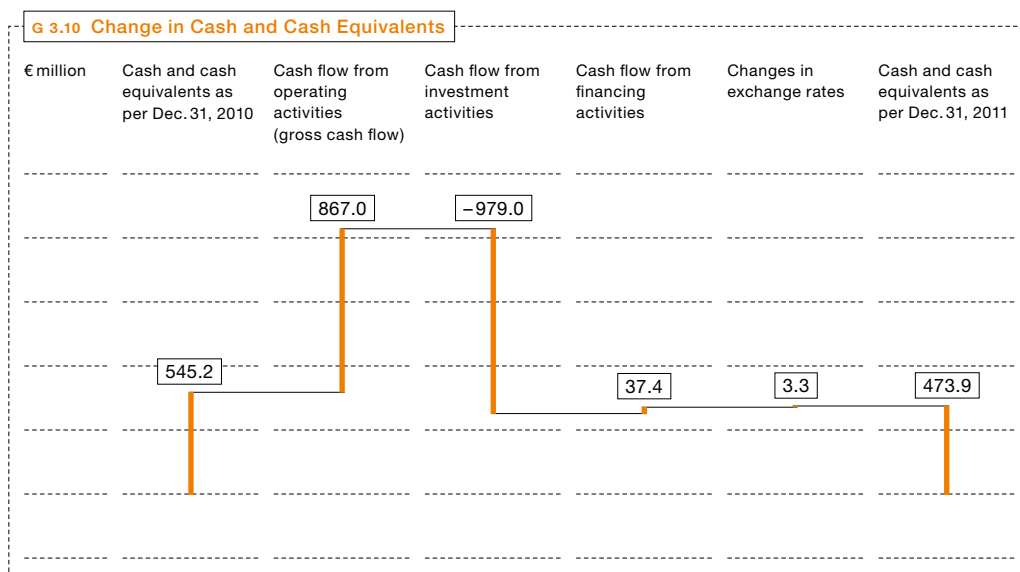 G 3.10 Change in Cash and Cash Equivalents
€ million
Cash and cash
equivalents as
per Dec. 31, 2010
Cash flow from
operating
activities
(gross cash flow)
Cash flow from
investment
activities
Cash flow from
financing
activities
Changes in
exchange rates
Cash and cash
equivalents as
per Dec. 31, 2011
867.0
–979.0
545.2
37.4
3.3
473.9